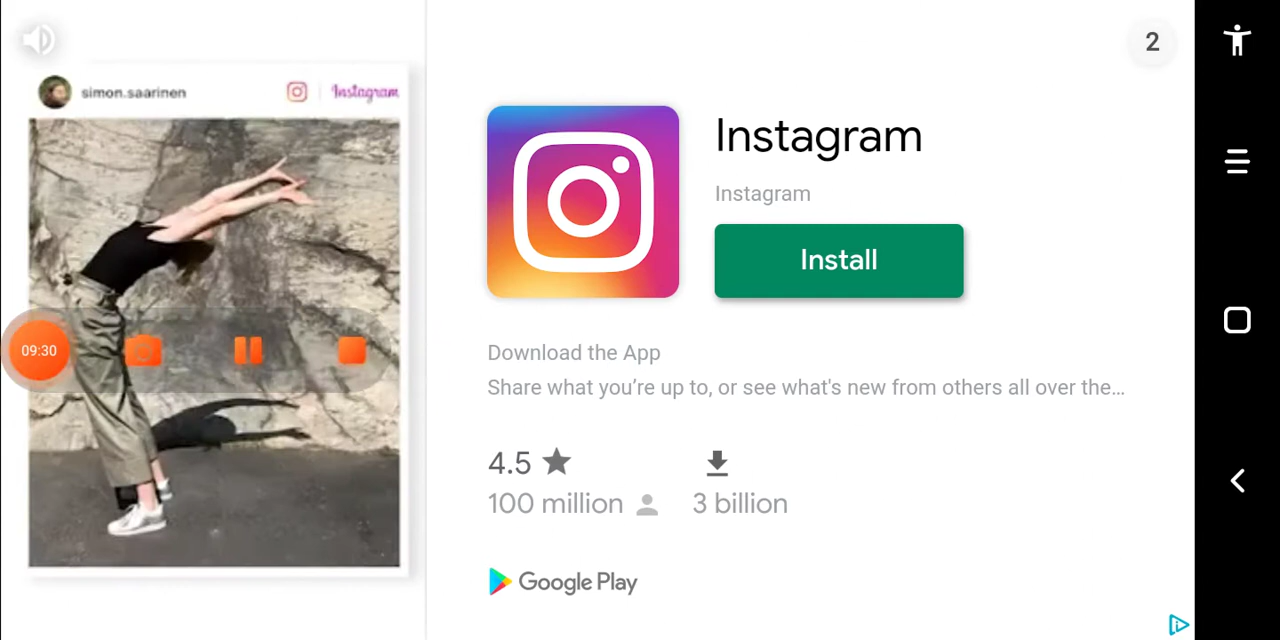 simon.saarinen
Instagram
09:30
2
Instagram
Instagram
Install
Download the App
Share what you’re up to, or see what's new from others all over the…
4.5
100 million
3 billion
Google Play